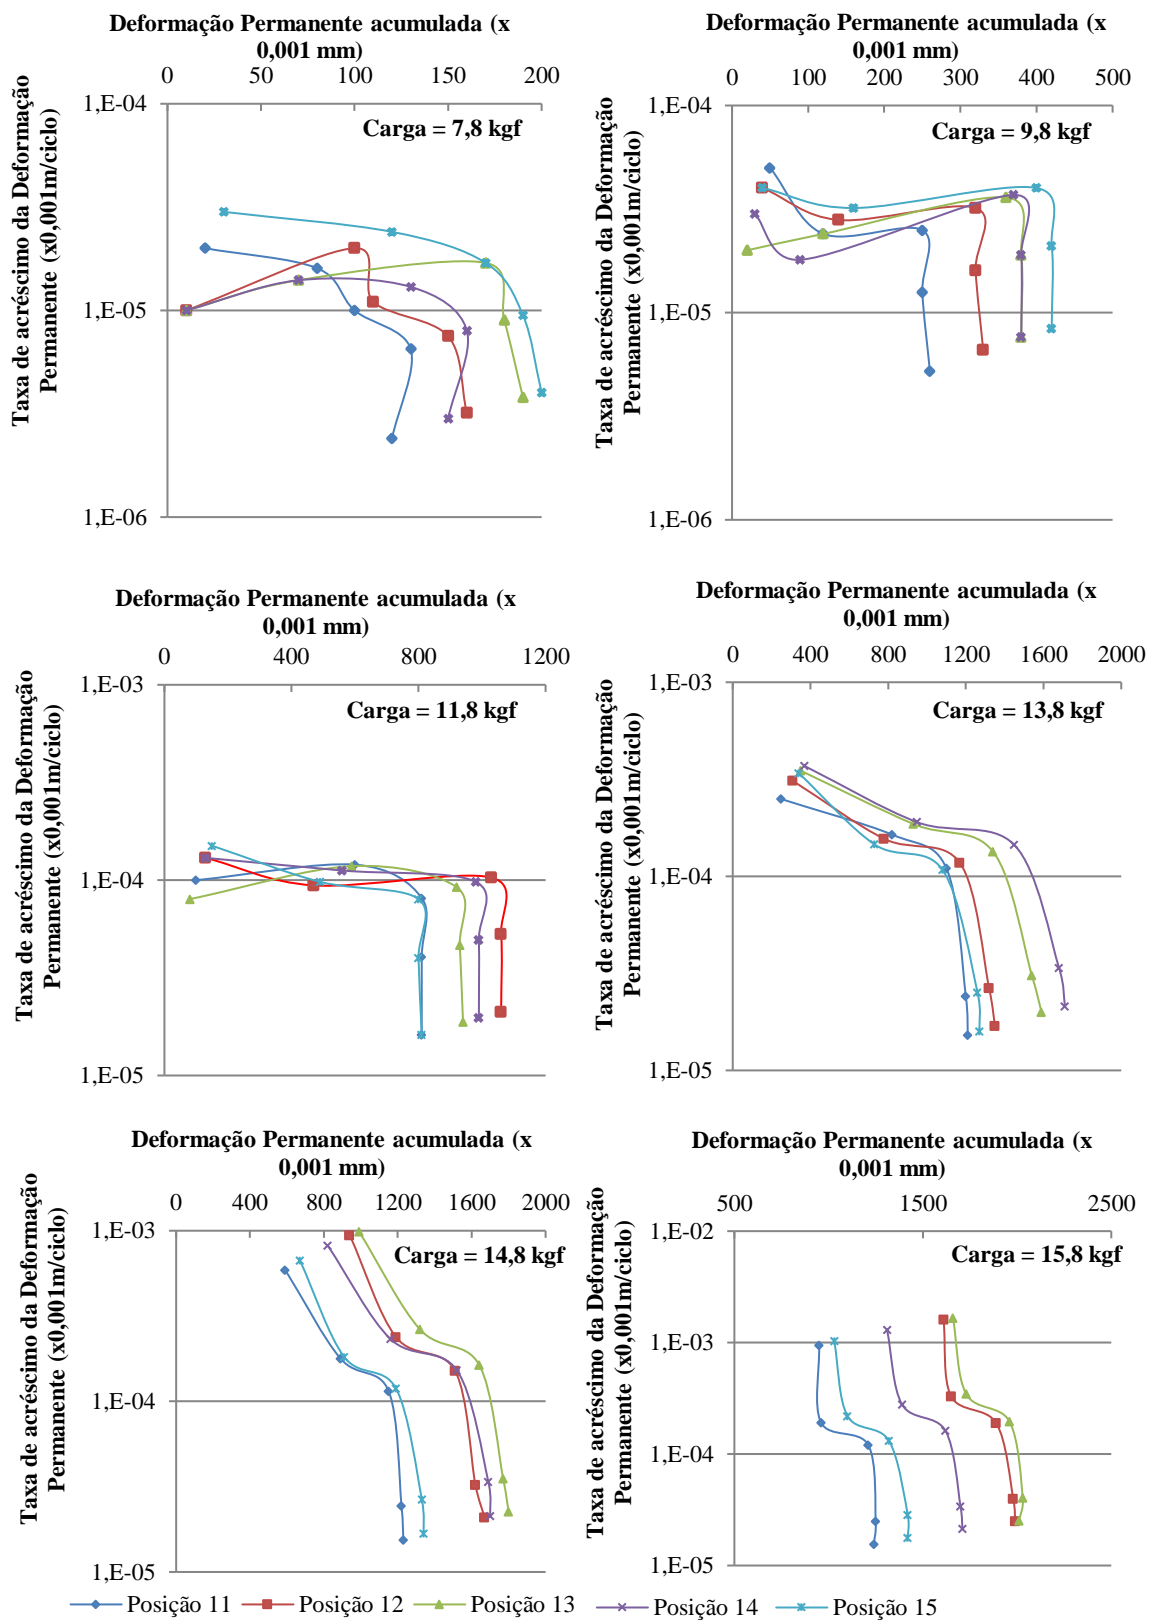 Deformação Permanente acumulada (x
0,001 mm)
0 50 100 150 200
1,E-04
1,E-05
1,E-06
Taxa de acréscimo da Deformação
Permanente (x0,001m/ciclo)
Carga = 7,8 kgf
Deformação Permanente acumulada (x
0,001 mm)
0 100 200 300 400 500
1,E-04
1,E-05
1,E-06
Taxa de acréscimo da Deformação
Permanente (x0,001m/ciclo)
Carga = 9,8 kgf
Deformação Permanente acumulada (x
0,001 mm)
0 400 800 1200
1,E-03
1,E-04
1,E-05
Taxa de acréscimo da Deformação
Permanente (x0,001m/ciclo)
Carga = 11,8 kgf
Deformação Permanente acumulada (x
0,001 mm)
0 400 800 1200 1600 2000
1,E-03
1,E-04
1,E-05
Taxa de acréscimo da Deformação
Permanente (x0,001m/ciclo)
Carga = 13,8 kgf
Deformação Permanente acumulada (x
0,001 mm)
0 400 800 1200 1600 2000
1,E-03
1,E-04
1,E-05
Taxa de acréscimo da Deformação
Permanente (x0,001m/ciclo)
Carga = 14,8 kgf
Deformação Permanente acumulada (x
0,001 mm)
500 1500 2500
1,E-02
1,E-03
1,E-04
1,E-05
Taxa de acréscimo da Deformação
Permanente (x0,001m/ciclo)
Carga = 15,8 kgf
Posição 11 Posição 12 Posição 13 Posição 14 Posição 15